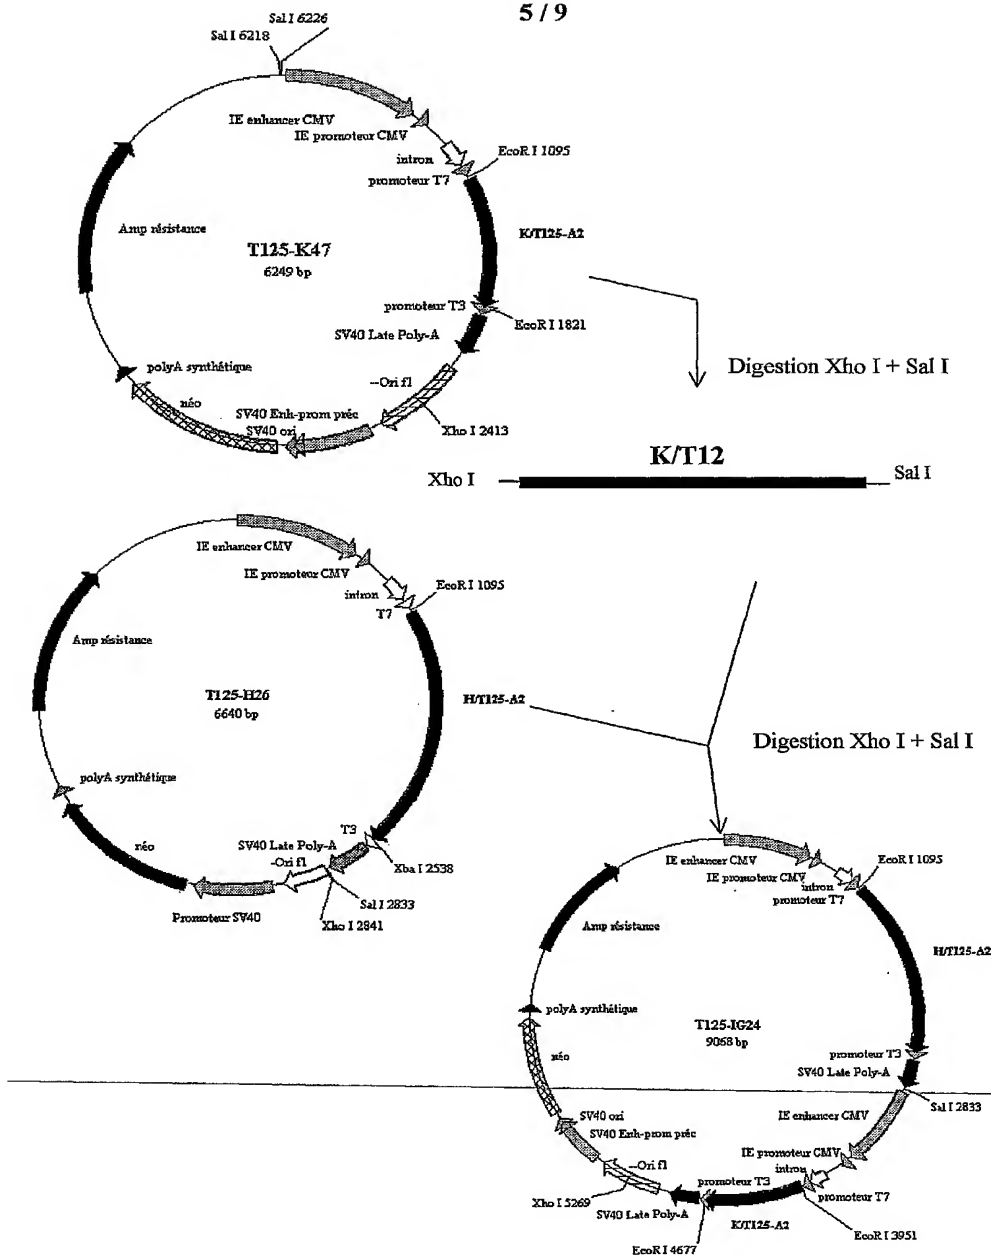 5 / 9
Sal I 6226
Sal I 6218
IE enhancer CMV
IE promoteur CMV
intron
EcoR I 1095
promoteur T7
Amp résistance
T125-K47
6249 bp
K/T125-A2
promoteur T3
EcoR I 1821
SV40 Late Poly-A
polyA synthétique
--Ori f1
néo
SV40 Enh-prom préc
SV40 ori
Xho I 2413
Digestion Xho I + Sal I
K/T12
Xho I
Sal I
IE enhancer CMV
IE promoteur CMV
intron
EcoR I 1095
T7
Amp résistance
T125-H26
6640 bp
H/T125-A2
polyA synthétique
T3
SV40 Late Poly-A
-Ori f1
néo
Xba I 2538
Sal I 2833
Promoteur SV40
Xho I 2841
Digestion Xho I + Sal I
IE enhancer CMV
IE promoteur CMV
EcoR I 1095
intron
promoteur T7
Amp résistance
H/T125-A2
polyA synthétique
T125-IG24
9068 bp
néo
promoteur T3
SV40 Late Poly-A
Sal I 2833
SV40 ori
IE enhancer CMV
SV40 Enh-prom préc
IE promoteur CMV
--Ori f1
intron
promoteur T3
Xho I 5269
promoteur T7
SV40 Late Poly-A
K/T125-A2
EcoR I 3951
EcoR I 4677